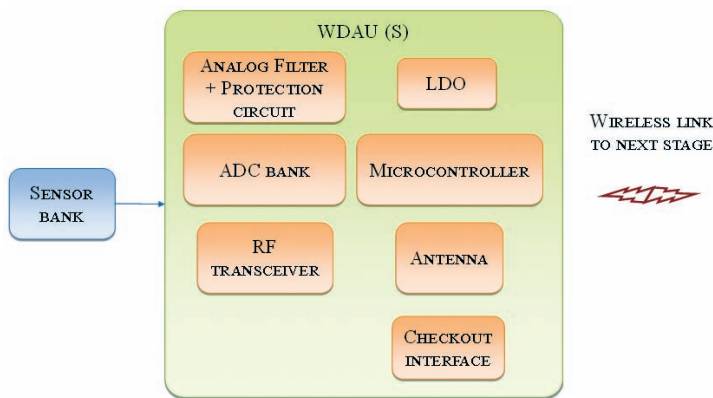 WDAU (S)
ANALOG FILTER
+ PROTECTION
CIRCUIT
LDO
WIRELESS LINK
TO NEXT STAGE
ADC BANK
MICROCONTROLLER
SENSOR
BANK
RF
TRANSCEIVER
ANTENNA
CHECKOUT
INTERFACE